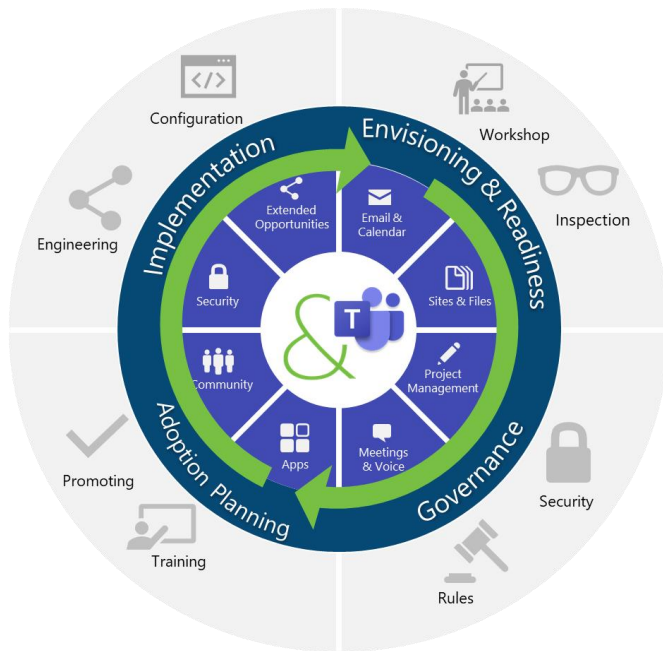 Configuration
Engineering
Implementation
Envisioning & Readiness
Workshop
Inspection
Extended
Opportunities
Email &
Calendar
Security
Sites & Files
&
T
Community
Project
Management
Apps
Meetings
& Voice
Adoption Planning
Governance
Promoting
Training
Security
Rules